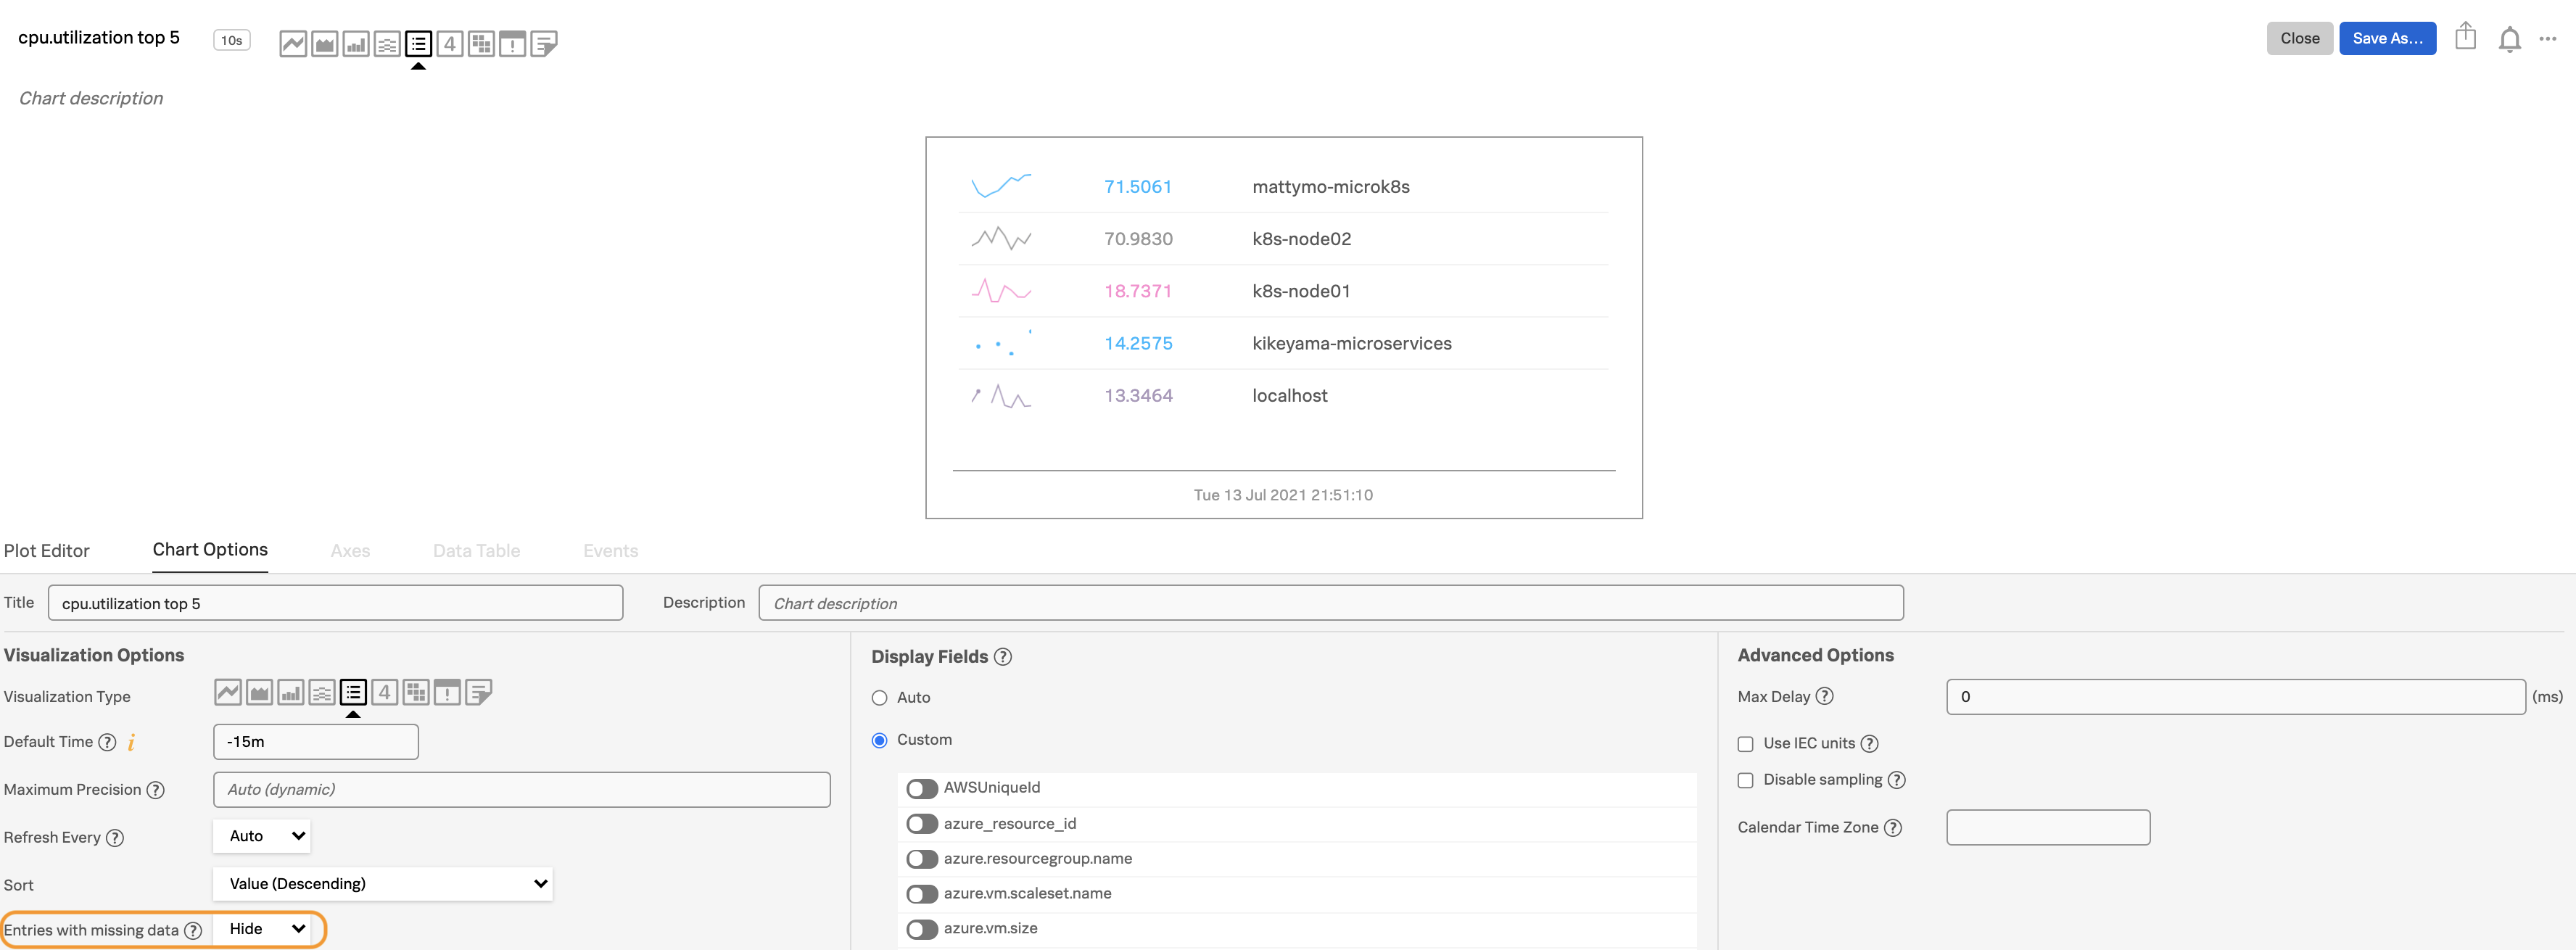 cpu.utilization top 5
10s
4
Close
Save As...
Chart description
71.5061 mattymo-microk8s
70.9830 k8s-node02
18.7371 k8s-node01
14.2575 kikeyama-microservices
13.3464 localhost
Tue 13 Jul 2021 21:51:10
Plot Editor
Chart Options
Axes
Data Table
Events
Title
cpu.utilization top 5
Description
Chart description
Visualization Options
Visualization Type
4
Default Time ? i
-15m
Maximum Precision ?
Auto (dynamic)
Refresh Every ?
Auto
Sort
Value (Descending)
Entries with missing data ?
Hide
Display Fields ?
Auto
Custom
AWSUniqueId
azure_resource_id
azure.resourcegroup.name
azure.vm.scaleset.name
azure.vm.size
Advanced Options
Max Delay ?
0
(ms)
Use IEC units ?
Disable sampling ?
Calendar Time Zone ?